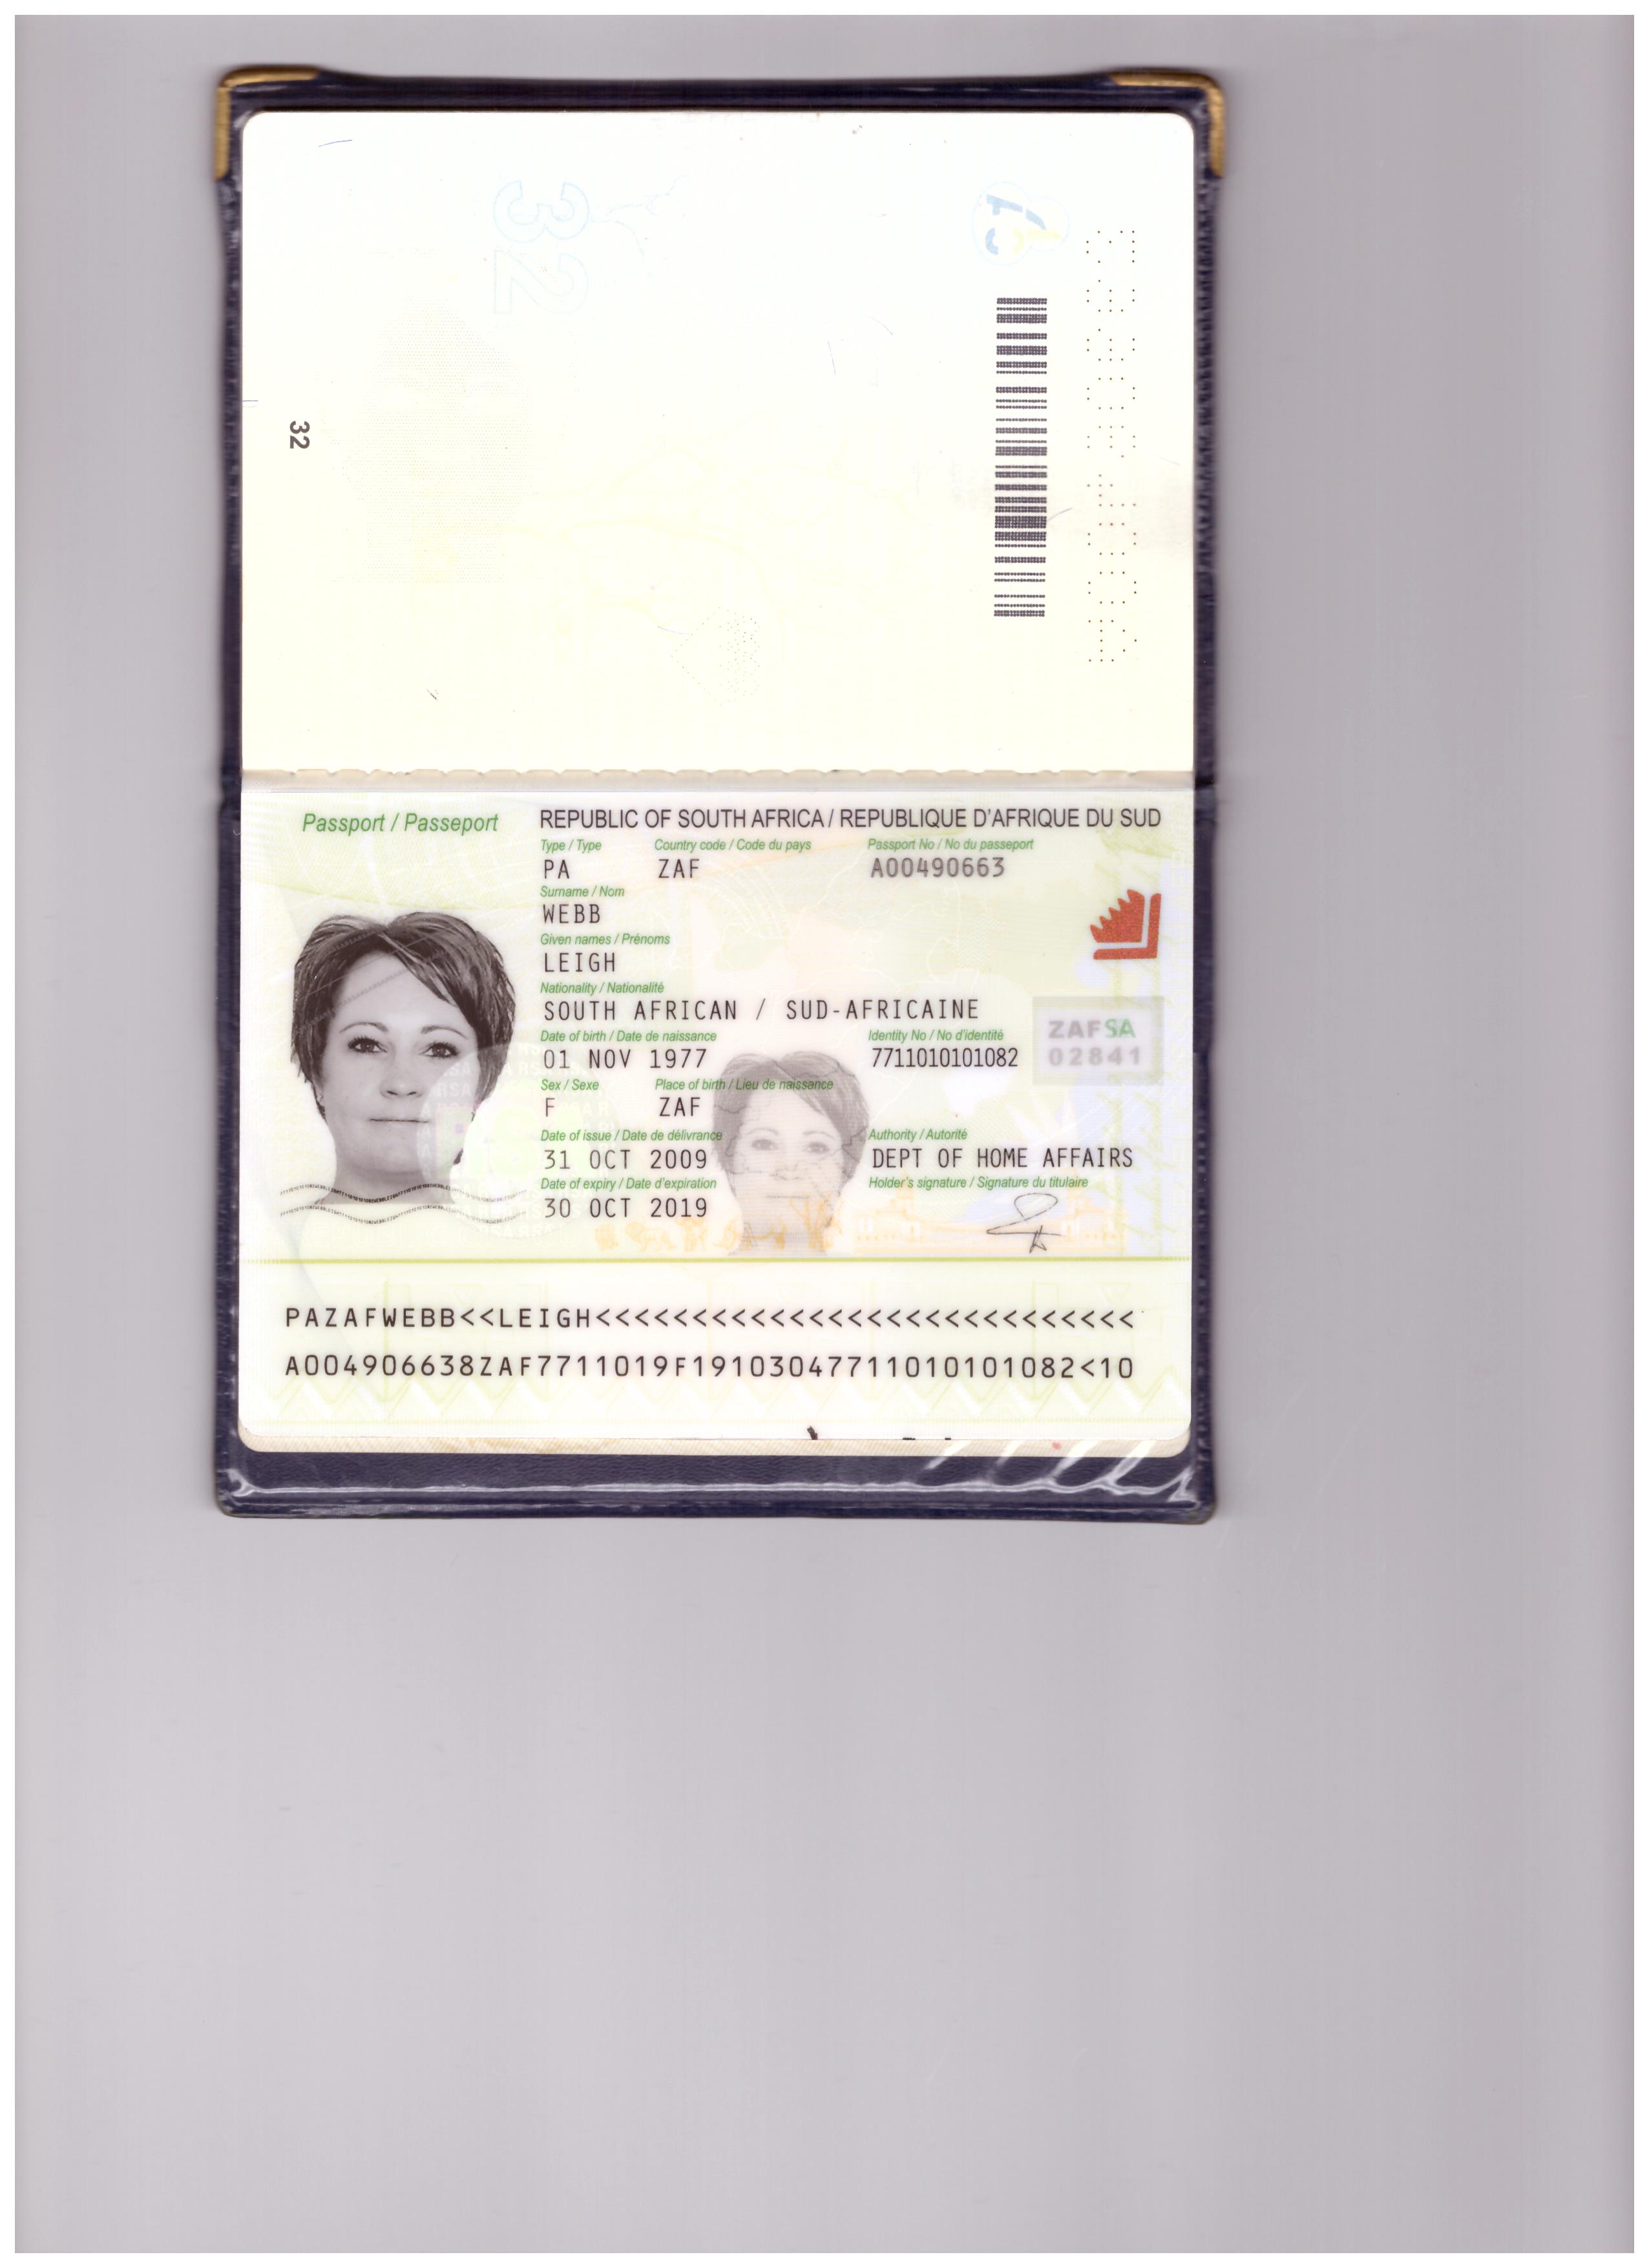 32
32
A00490663
Passport / Passeport
REPUBLIC OF SOUTH AFRICA / REPUBLIQUE D'AFRIQUE DU SUD
Type / Type Country code / Code du pays Passport No / No du passeport
PA ZAF A00490663
Surname / Nom
WEBB
Given names / Prénoms
LEIGH
Nationality / Nationalité
SOUTH AFRICAN / SUD-AFRICAINE
Date of birth / Date de naissance Identity No / No d'identité
01 NOV 1977 7711010101082
ZAFSA
02841
Sex / Sexe Place of birth / Lieu de naissance
F ZAF
Date of issue / Date de délivrance Authority / Autorité
31 OCT 2009 DEPT OF HOME AFFAIRS
Date of expiry / Date d'expiration Holder's signature / Signature du titulaire
30 OCT 2019
PAZAFWEBB<<LEIGH<<<<<<<<<<<<<<<<<<<<<<<<<<<<
A004906638ZAF7711019F19103047711010101082<10